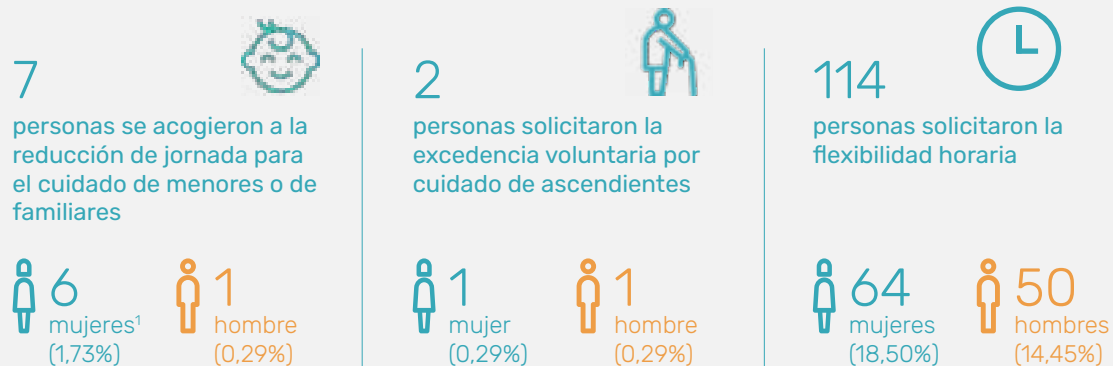 7
personas se acogieron a la
reducción de jornada para
el cuidado de menores o de
familiares
6
mujeres¹
(1,73%)
1
hombre
(0,29%)
2
personas solicitaron la
excedencia voluntaria por
cuidado de ascendientes
1
mujer
(0,29%)
1
hombre
(0,29%)
114
personas solicitaron la
flexibilidad horaria
64
mujeres
(18,50%)
50
hombres
(14,45%)